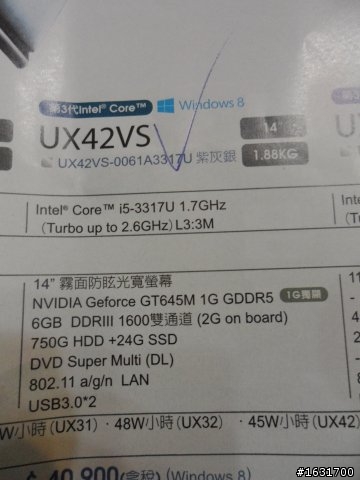 第3代Intel® Core™ Windows 8
UX42VS 14"
UX42VS-0061A3317U 紫灰銀 1.88KG
Intel® Core™ i5-3317U 1.7GHz
(Turbo up to 2.6GHz) L3:3M
14" 霧面防眩光寬螢幕
NVIDIA Geforce GT645M 1G GDDR5 1G獨顯
6GB DDRIII 1600雙通道 (2G on board)
750G HDD +24G SSD
DVD Super Multi (DL)
802.11 a/g/n LAN
USB3.0*2
W小時 (UX31)‧48W小時 (UX32)‧45W小時 (UX42)
40,900(含稅) (Windows 8)
#1631700